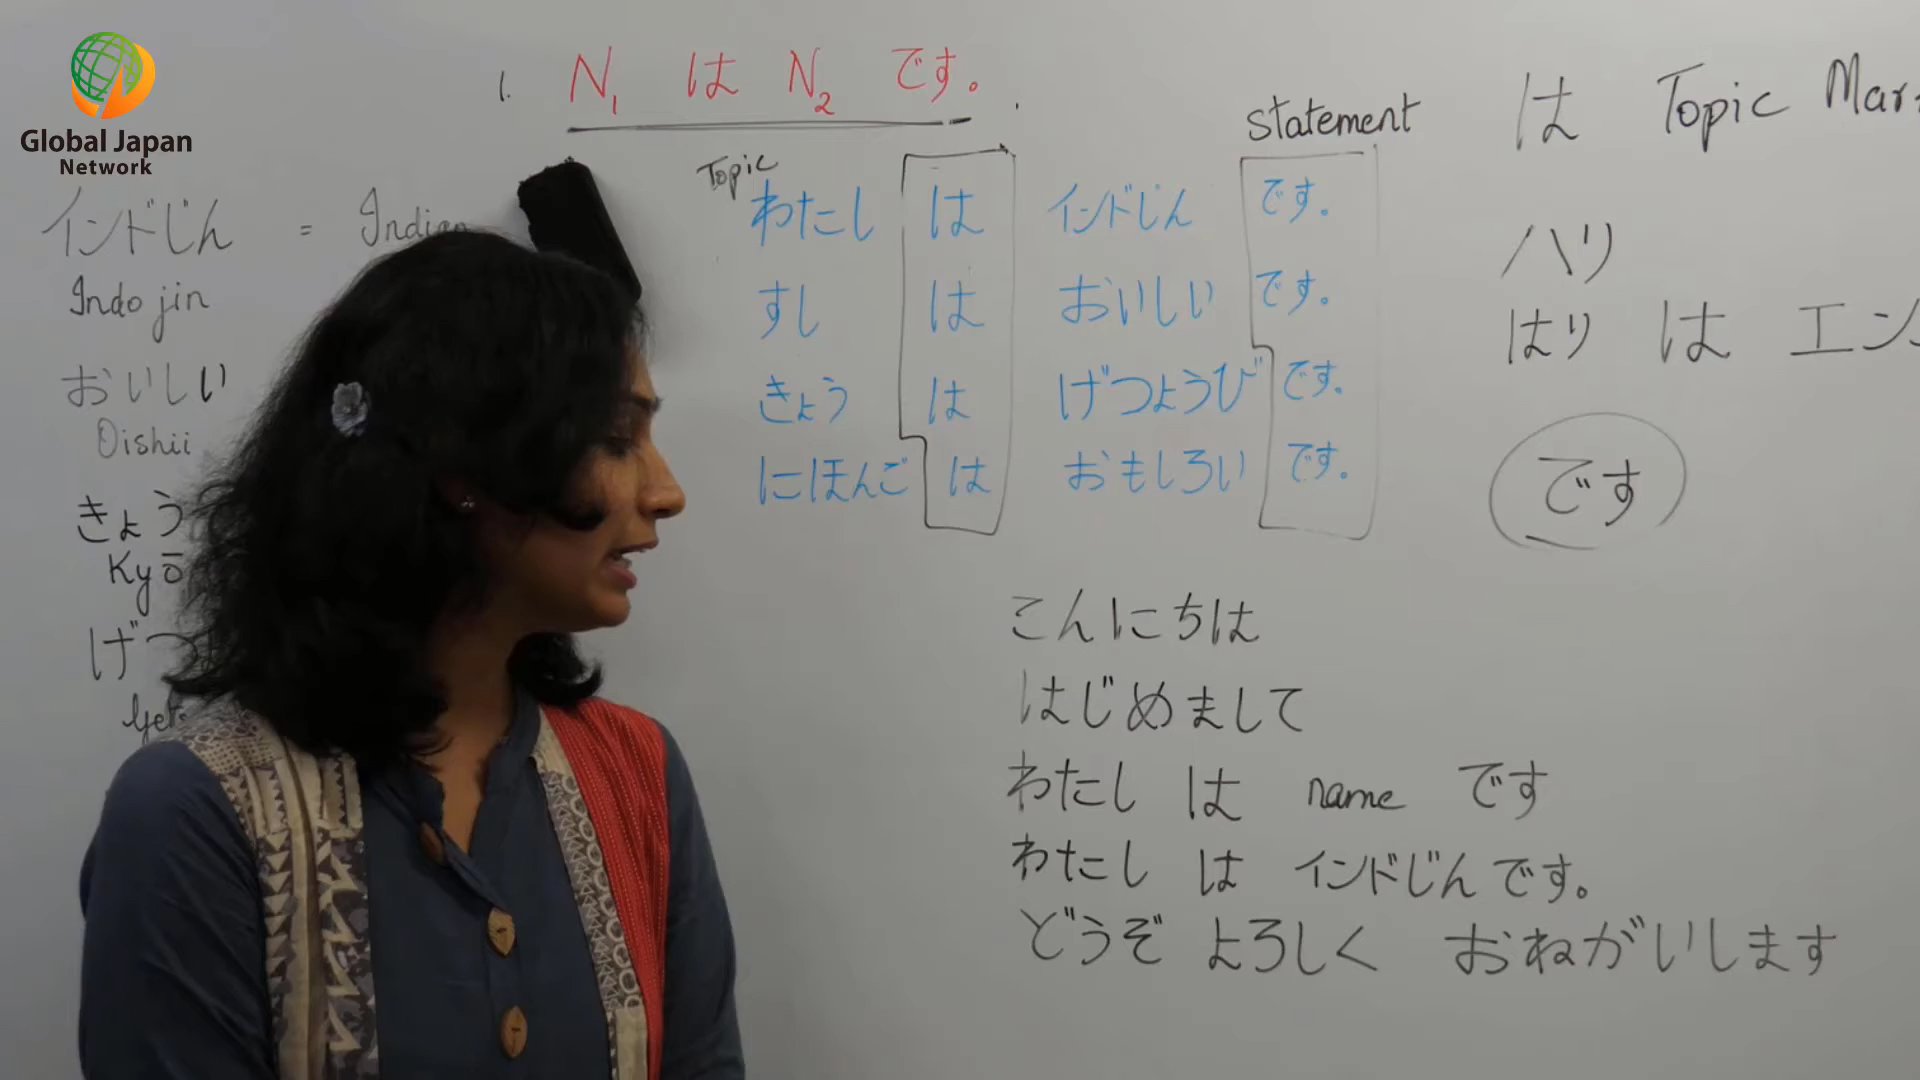 Global Japan
Network
1. N1 は N2 です。
Topic
statement
は Topic
インドじん = Indian
Indo jin
おいしい
Oishii
きょう
Kyō
げつ
わたし は インドじん です。
すし は おいしい です。
きょう は げつようび です。
にほんご は おもしろい です。
ハリ
はり は エン
です
こんにちは
はじめまして
わたし は name です
わたし は インドじん です。
どうぞ よろしく おねがいします